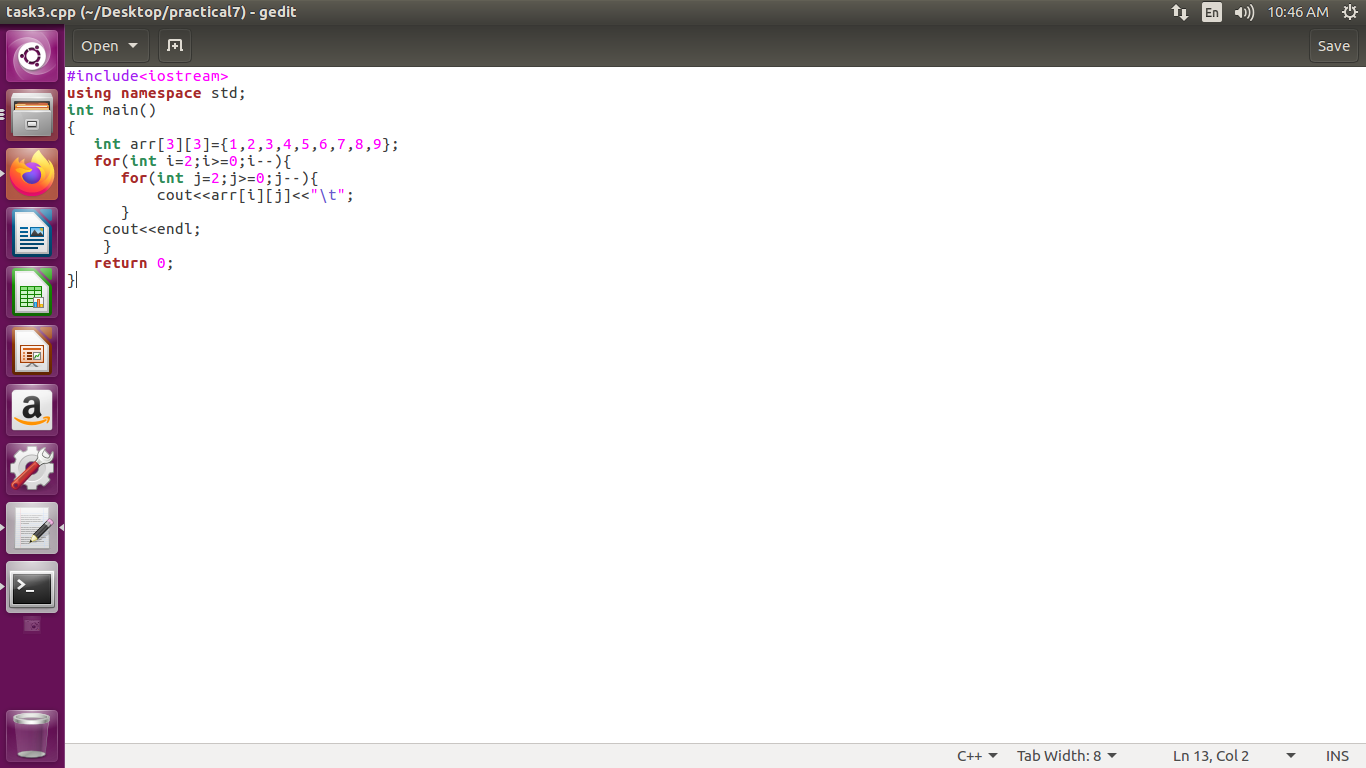 task3.cpp (~/Desktop/practical7) - gedit
En
10:46 AM
Open
Save
#include<iostream>
using namespace std;
int main()
{
   int arr[3][3]={1,2,3,4,5,6,7,8,9};
   for(int i=2;i>=0;i--){
      for(int j=2;j>=0;j--){
          cout<<arr[i][j]<<"\t";
      }
    cout<<endl;
    }
   return 0;
}
a
>_
C++
Tab Width: 8
Ln 13, Col 2
INS